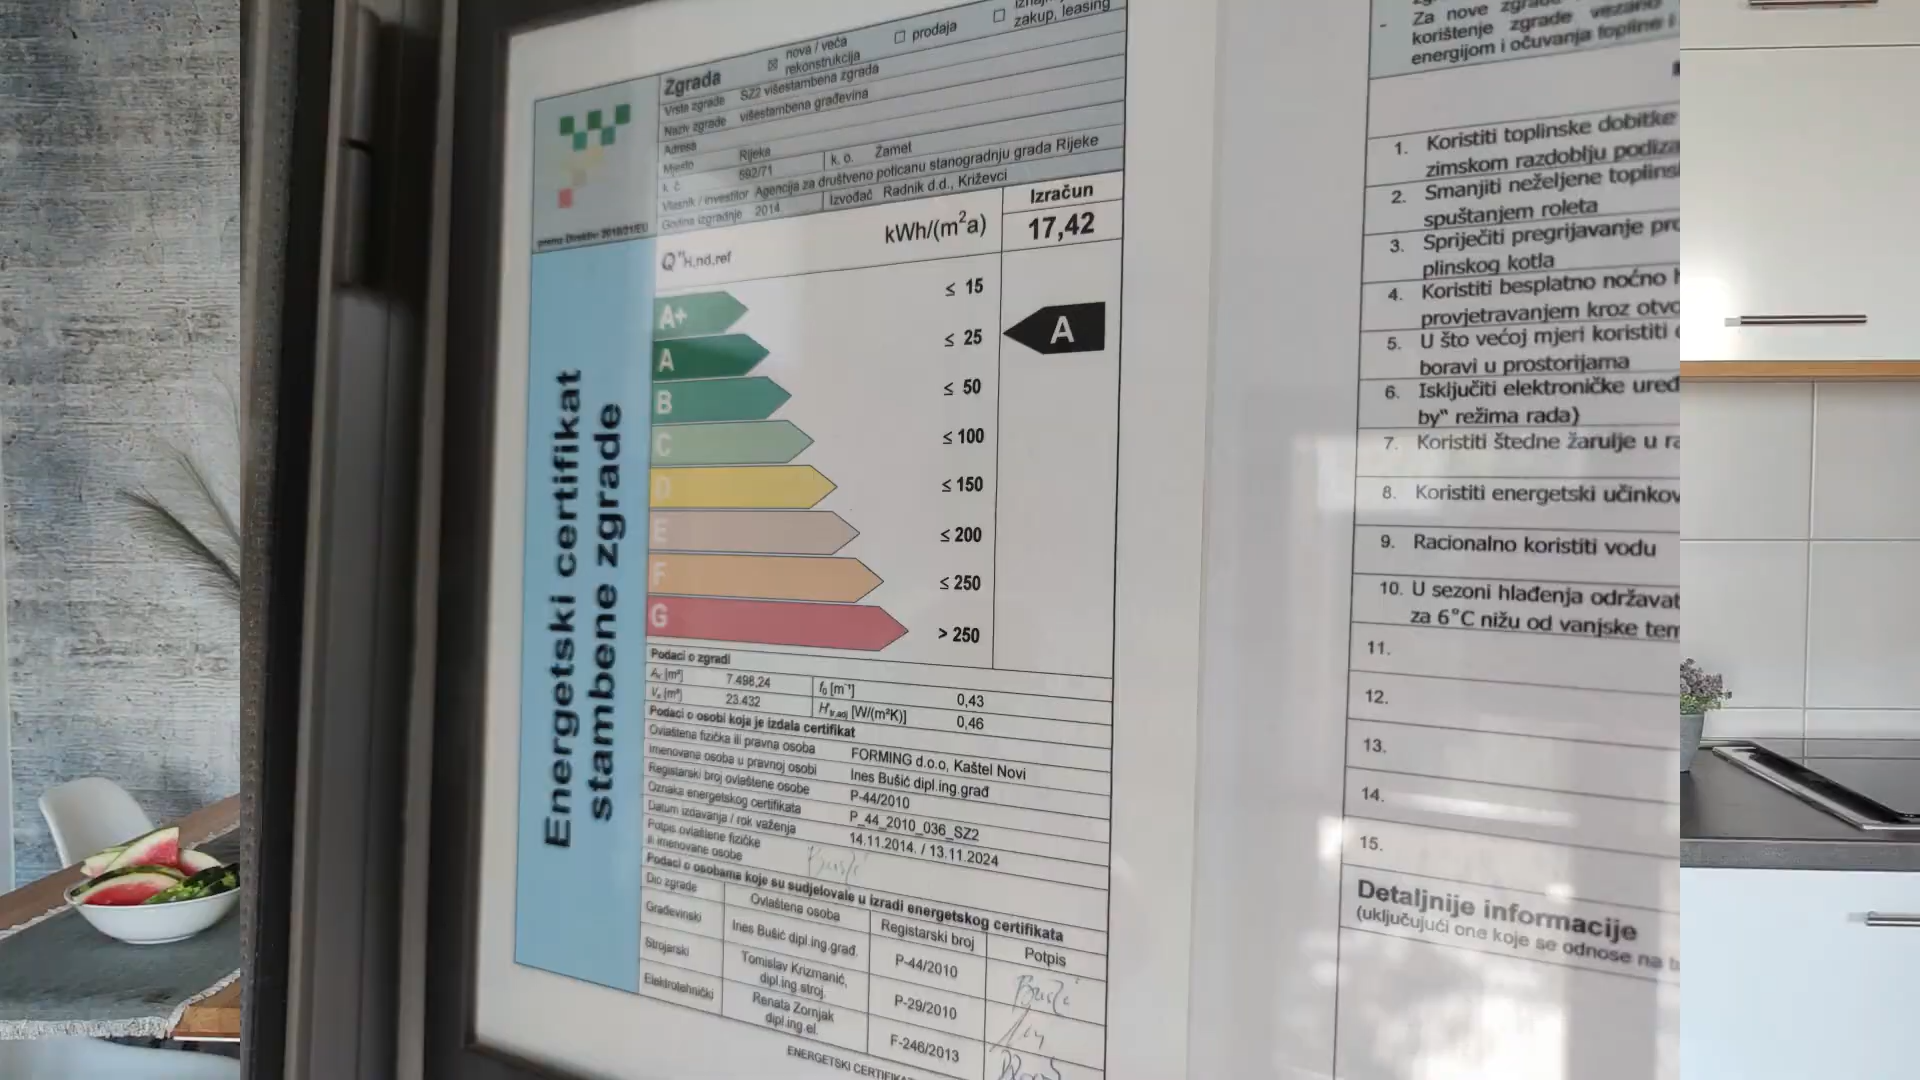 nova / veća
rekonstrukcija
prodaja
zakup, leasing
Zgrada
Vrsta zgrade SZ2 višestambena zgrada
Naziv zgrade višestambena građevina
Adresa
Mjesto Rijeka k. o. Zamet
k. č. 592/71
Vlasnik / investitor Agencija za društveno poticanu stanogradnju grada Rijeke
Godina izgradnje 2014 Izvođač Radnik d.d., Križevci
prema Direktivi 2010/31/EU
Energetski certifikat
stambene zgrade
Q"H,nd,ref kWh/(m²a) Izračun
17,42
A+ ≤ 15
A ≤ 25 A
B ≤ 50
C ≤ 100
D ≤ 150
E ≤ 200
F ≤ 250
G > 250
Podaci o zgradi
[m²] 7.498,24 f0 [m⁻¹] 0,43
[m³] 23.432 H'tr,adj [W/(m²K)] 0,46
Podaci o osobi koja je izdala certifikat
Ovlaštena fizička ili pravna osoba FORMING d.o.o, Kaštel Novi
Imenovana osoba u pravnoj osobi Ines Bušić dipl.ing.građ
Registarski broj ovlaštene osobe P-44/2010
Oznaka energetskog certifikata P_44_2010_036_SZ2
Datum izdavanja / rok važenja 14.11.2014. / 13.11.2024
Potpis ovlaštene fizičke
ili imenovane osobe
Podaci o osobama koje su sudjelovale u izradi energetskog certifikata
Dio zgrade Ovlaštena osoba Registarski broj Potpis
Građevinski Ines Bušić dipl.ing.građ. P-44/2010
Strojarski Tomislav Krizmanić,
dipl.ing stroj. P-29/2010
Elektrotehnički Renata Zornjak
dipl.ing.el. F-246/2013
ENERGETSKI
- Za nove
korištenje zgrade vezano
energijom i očuvanja topline i
1. Koristiti toplinske dobitke
zimskom razdoblju
2. Smanjiti neželjene
spuštanjem roleta
3. Spriječiti pregrijavanje
plinskog kotla
4. Koristiti besplatno noćno
provjetravanjem kroz
5. U što većoj mjeri koristiti
boravi u prostorijama
6. Isključiti elektroničke
by" režima rada)
7. Koristiti štedne žarulje u
8. Koristiti energetski
9. Racionalno koristiti vodu
10. U sezoni hlađenja
za 6°C nižu od vanjske
11.
12.
13.
14.
15.
Detaljnije informacije
(uključujući one koje se odnose na